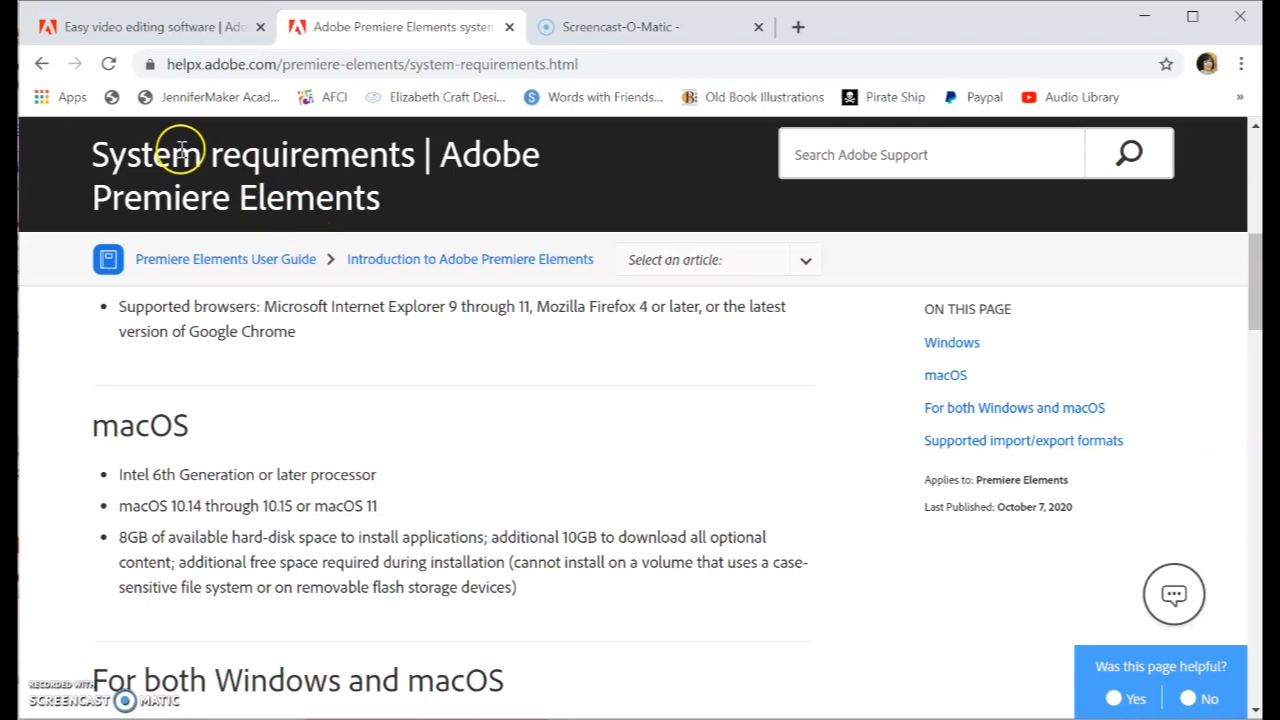 Easy video editing software | Ado
Adobe Premiere Elements system
Screencast-O-Matic -
helpx.adobe.com/premiere-elements/system-requirements.html
Apps
JenniferMaker Acad...
AFCI
Elizabeth Craft Desi...
Words with Friends...
Old Book Illustrations
Pirate Ship
Paypal
Audio Library
»
System requirements | Adobe
Premiere Elements
Search Adobe Support
Premiere Elements User Guide
Introduction to Adobe Premiere Elements
Select an article:
• Supported browsers: Microsoft Internet Explorer 9 through 11, Mozilla Firefox 4 or later, or the latest
version of Google Chrome
macOS
• Intel 6th Generation or later processor
• macOS 10.14 through 10.15 or macOS 11
• 8GB of available hard-disk space to install applications; additional 10GB to download all optional
content; additional free space required during installation (cannot install on a volume that uses a case-
sensitive file system or on removable flash storage devices)
For both Windows and macOS
ON THIS PAGE
Windows
macOS
For both Windows and macOS
Supported import/export formats
Applies to: Premiere Elements
Last Published: October 7, 2020
Was this page helpful?
Yes
No
RECORDED WITH
SCREENCAST MATIC